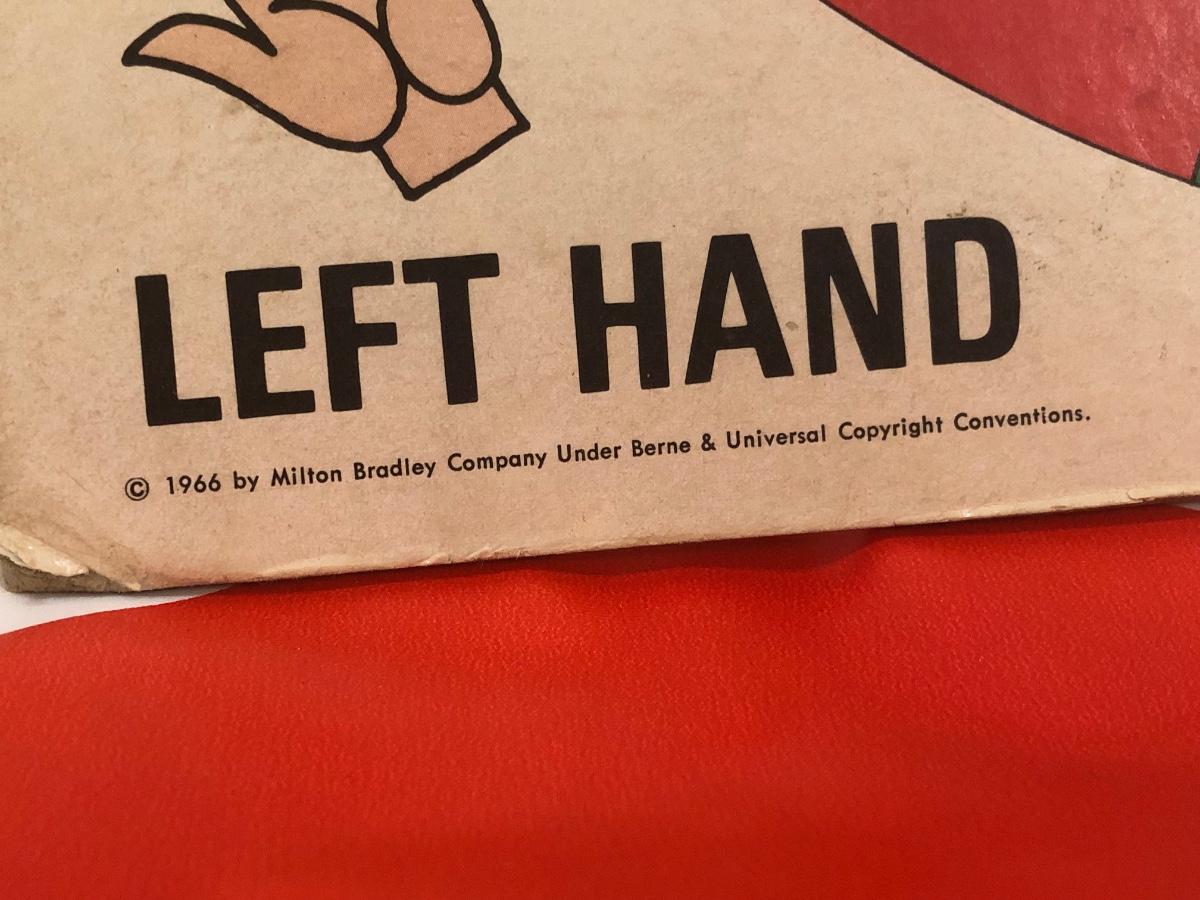 LEFT HAND
© 1966 by Milton Bradley Company Under Berne & Universal Copyright Conventions.